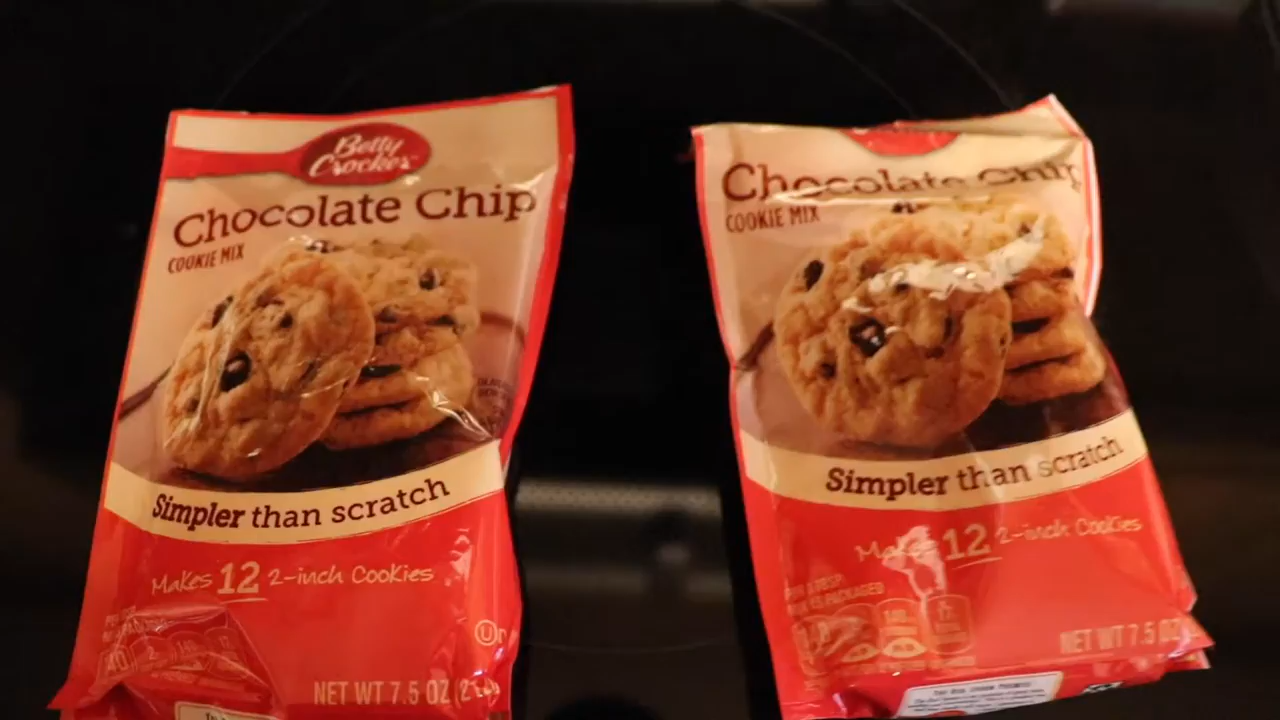 Betty
Crocker
Chocolate Chip
COOKIE MIX
Simpler than scratch
Makes 12 2-inch Cookies
NET WT 7.5 OZ
Chocolate Chip
COOKIE MIX
Simpler than scratch
Makes 12 2-inch Cookies
PACKAGED
NET WT 7.5 OZ